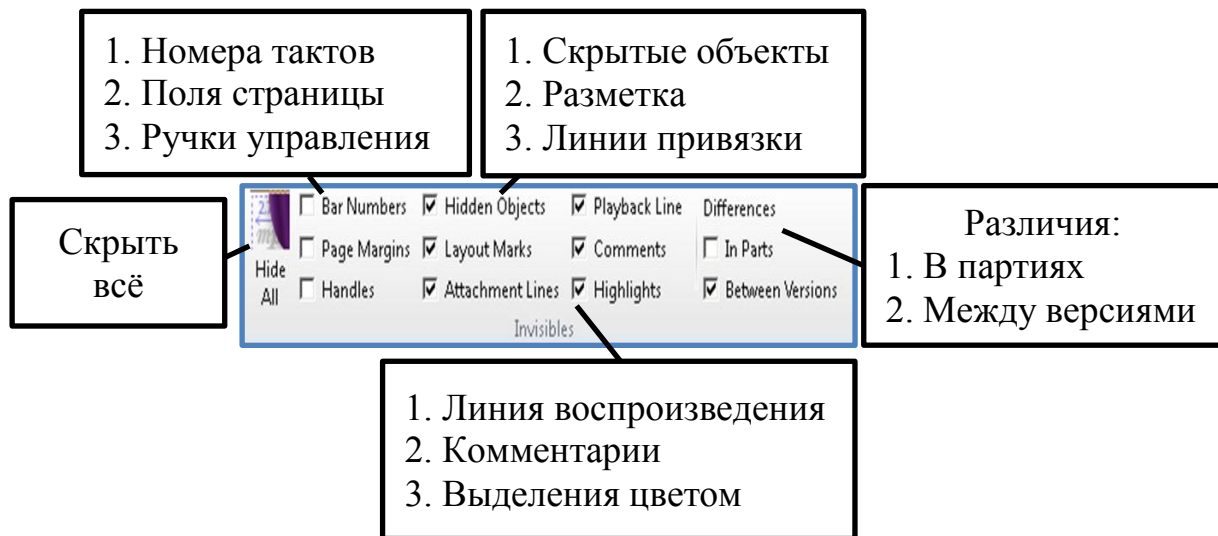 1. Номера тактов
2. Поля страницы
3. Ручки управления
1. Скрытые объекты
2. Разметка
3. Линии привязки
Скрыть
всё
Hide
All
Bar Numbers
Page Margins
Handles
Hidden Objects
Layout Marks
Attachment Lines
Playback Line
Comments
Highlights
Differences
In Parts
Between Versions
Invisibles
Различия:
1. В партиях
2. Между версиями
1. Линия воспроизведения
2. Комментарии
3. Выделения цветом